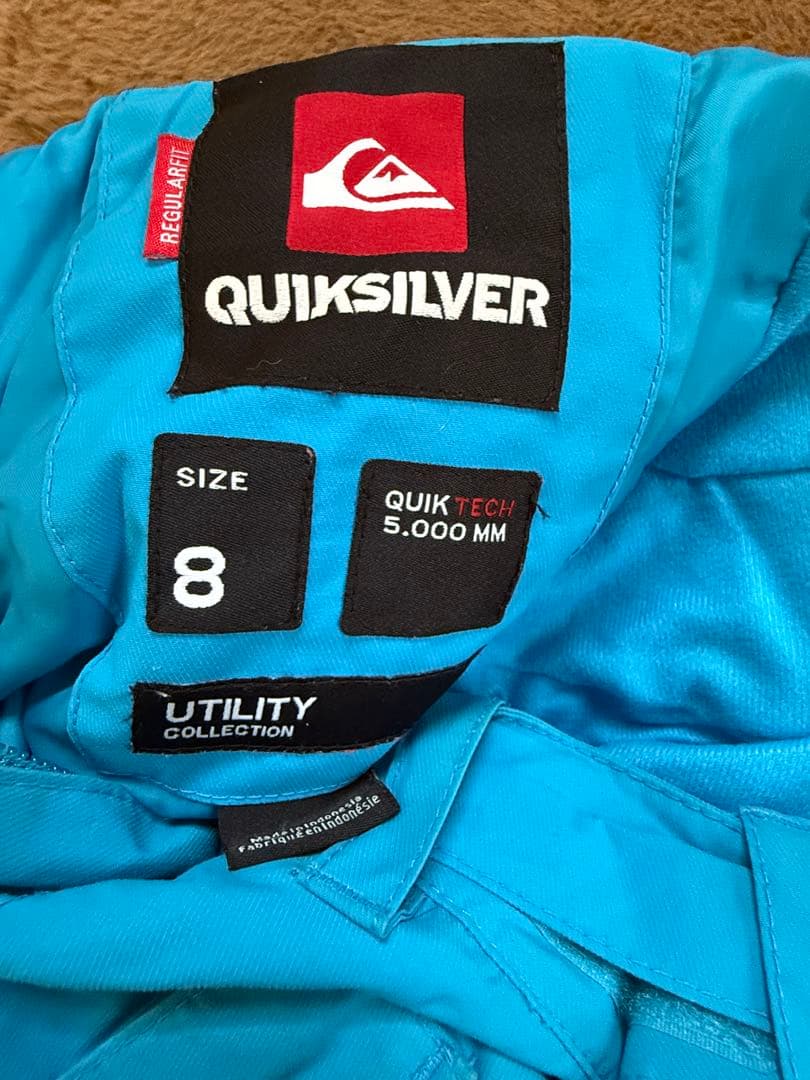 REGULARFIT
QUIKSILVER
SIZE
8
QUIKTECH
5.000 MM
UTILITY
COLLECTION
Made in Indonesia
Fabriqué en Indonésie